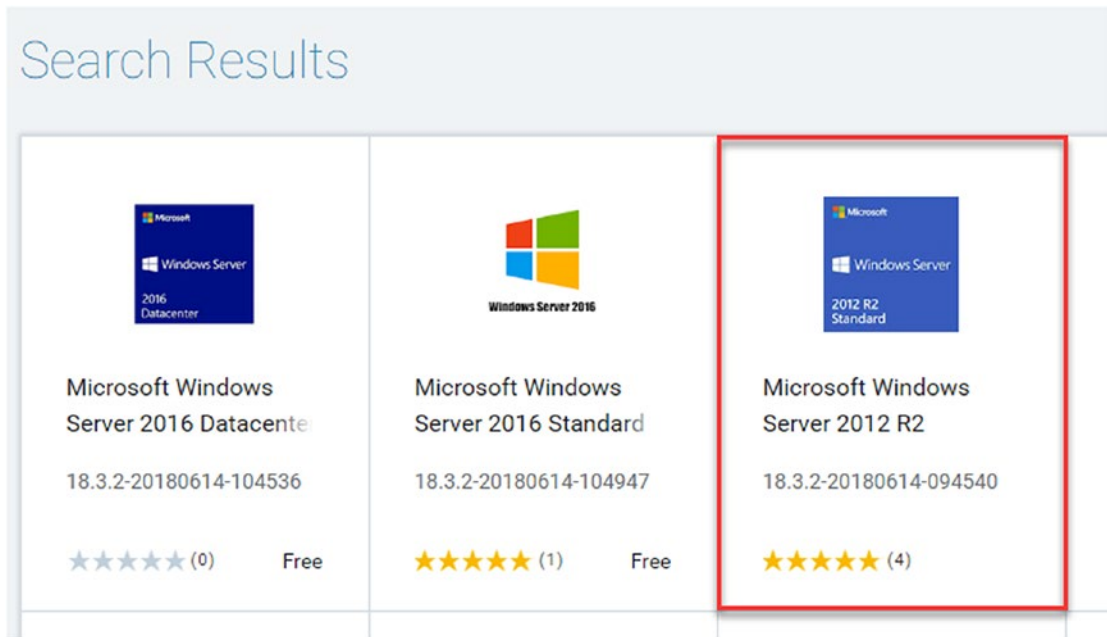 Search Results
Microsoft
Windows Server
2016
Datacenter
Microsoft Windows
Server 2016 Datacente
18.3.2-20180614-104536
(0) Free
Windows Server 2016
Microsoft Windows
Server 2016 Standard
18.3.2-20180614-104947
(1) Free
Microsoft
Windows Server
2012 R2
Standard
Microsoft Windows
Server 2012 R2
18.3.2-20180614-094540
(4)